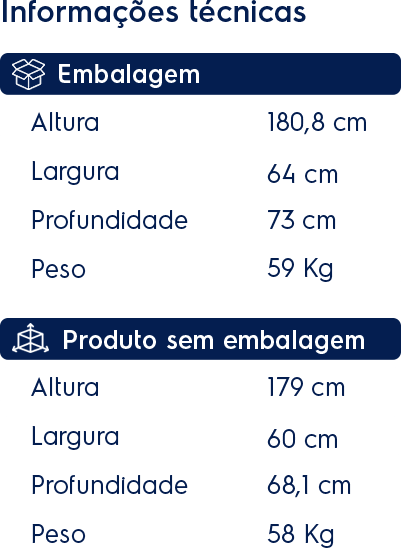 Informações técnicas
Embalagem
Altura 180,8 cm
Largura 64 cm
Profundidade 73 cm
Peso 59 Kg
Produto sem embalagem
Altura 179 cm
Largura 60 cm
Profundidade 68,1 cm
Peso 58 Kg